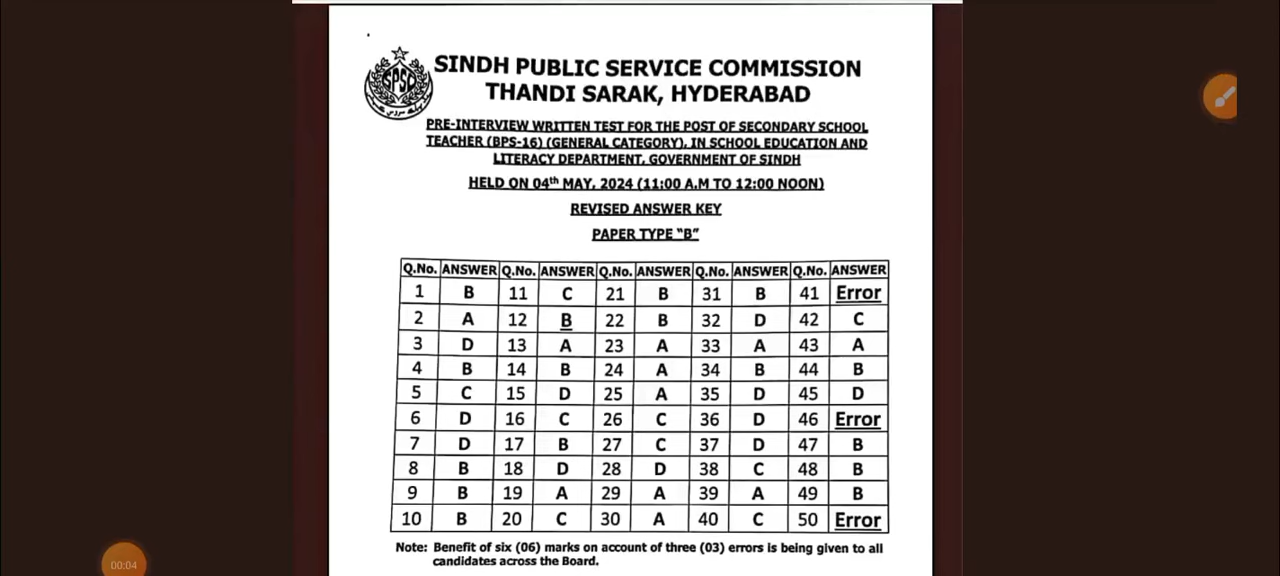 SPSC
SINDH PUBLIC SERVICE COMMISSION
THANDI SARAK, HYDERABAD
PRE-INTERVIEW WRITTEN TEST FOR THE POST OF SECONDARY SCHOOL
TEACHER (BPS-16) (GENERAL CATEGORY), IN SCHOOL EDUCATION AND
LITERACY DEPARTMENT, GOVERNMENT OF SINDH
HELD ON 04th MAY, 2024 (11:00 A.M TO 12:00 NOON)
REVISED ANSWER KEY
PAPER TYPE "B"
Q.No. ANSWER Q.No. ANSWER Q.No. ANSWER Q.No. ANSWER Q.No. ANSWER
1 B 11 C 21 B 31 B 41 Error
2 A 12 B 22 B 32 D 42 C
3 D 13 A 23 A 33 A 43 A
4 B 14 B 24 A 34 B 44 B
5 C 15 D 25 A 35 D 45 D
6 D 16 C 26 C 36 D 46 Error
7 D 17 B 27 C 37 D 47 B
8 B 18 D 28 D 38 C 48 B
9 B 19 A 29 A 39 A 49 B
10 B 20 C 30 A 40 C 50 Error
Note: Benefit of six (06) marks on account of three (03) errors is being given to all
candidates across the Board.
00:04